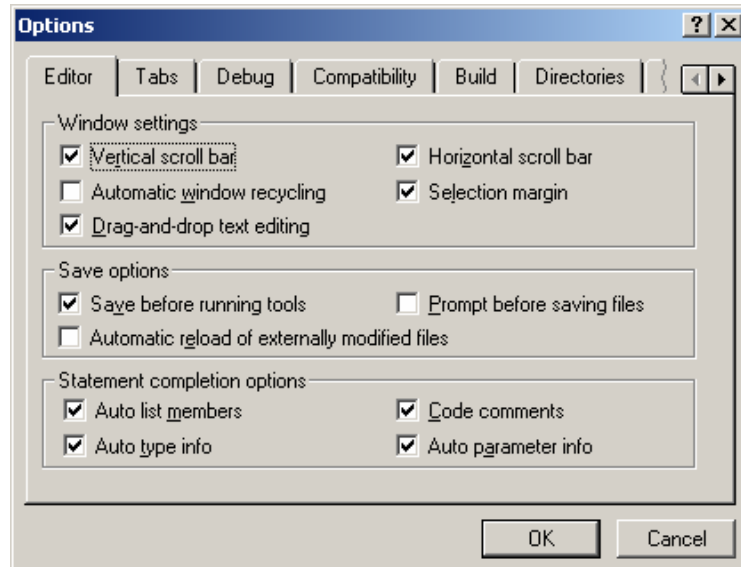 Options
Editor Tabs Debug Compatibility Build Directories
Window settings
Vertical scroll bar Horizontal scroll bar
Automatic window recycling Selection margin
Drag-and-drop text editing
Save options
Save before running tools Prompt before saving files
Automatic reload of externally modified files
Statement completion options
Auto list members Code comments
Auto type info Auto parameter info
OK Cancel